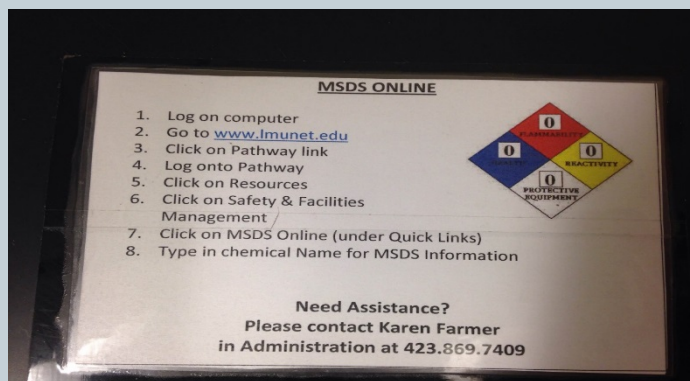 MSDS ONLINE
1. Log on computer
2. Go to www.lmunet.edu
3. Click on Pathway link
4. Log onto Pathway
5. Click on Resources
6. Click on Safety & Facilities
Management
7. Click on MSDS Online (under Quick Links)
8. Type in chemical Name for MSDS Information
0
FLAMMABILITY
0
0
REACTIVITY
0
PROTECTIVE
EQUIPMENT
Need Assistance?
Please contact Karen Farmer
in Administration at 423.869.7409